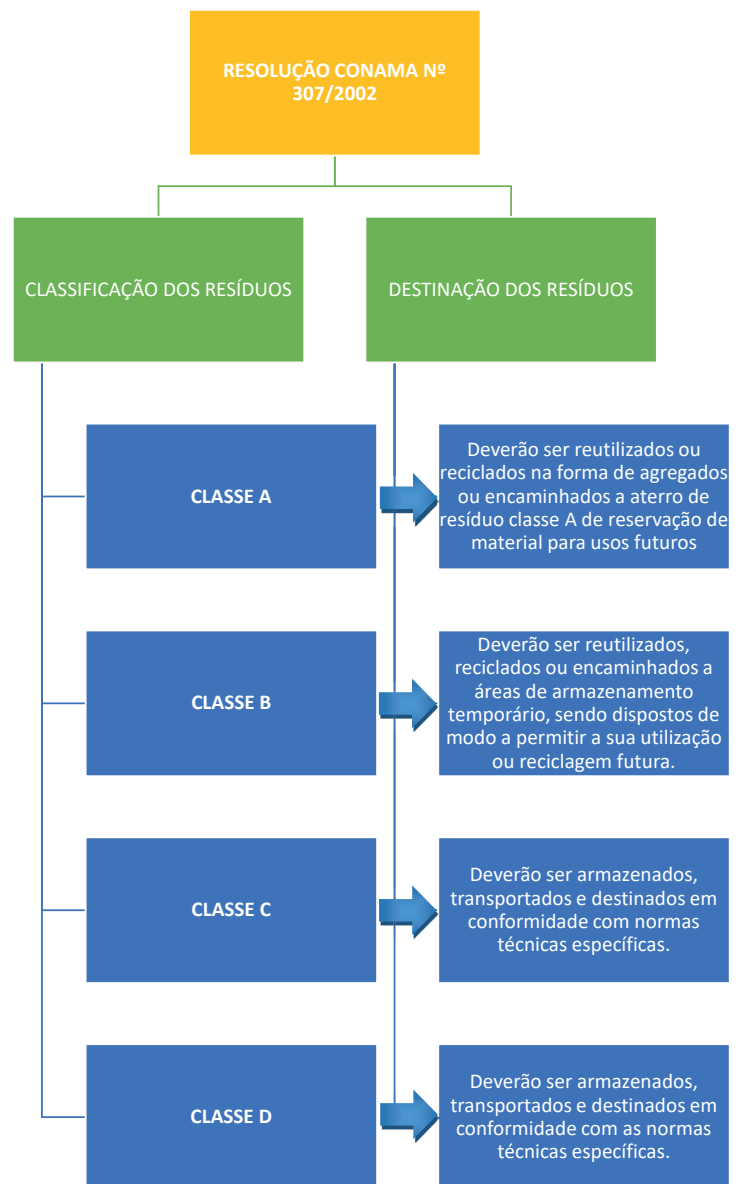 RESOLUÇÃO CONAMA Nº
307/2002
CLASSIFICAÇÃO DOS RESÍDUOS
DESTINAÇÃO DOS RESÍDUOS
CLASSE A
Deverão ser reutilizados ou
reciclados na forma de agregados
ou encaminhados a aterro de
resíduo classe A de reservação de
material para usos futuros
CLASSE B
Deverão ser reutilizados,
reciclados ou encaminhados a
áreas de armazenamento
temporário, sendo dispostos de
modo a permitir a sua utilização
ou reciclagem futura.
CLASSE C
Deverão ser armazenados,
transportados e destinados em
conformidade com normas
técnicas específicas.
CLASSE D
Deverão ser armazenados,
transportados e destinados em
conformidade com as normas
técnicas específicas.